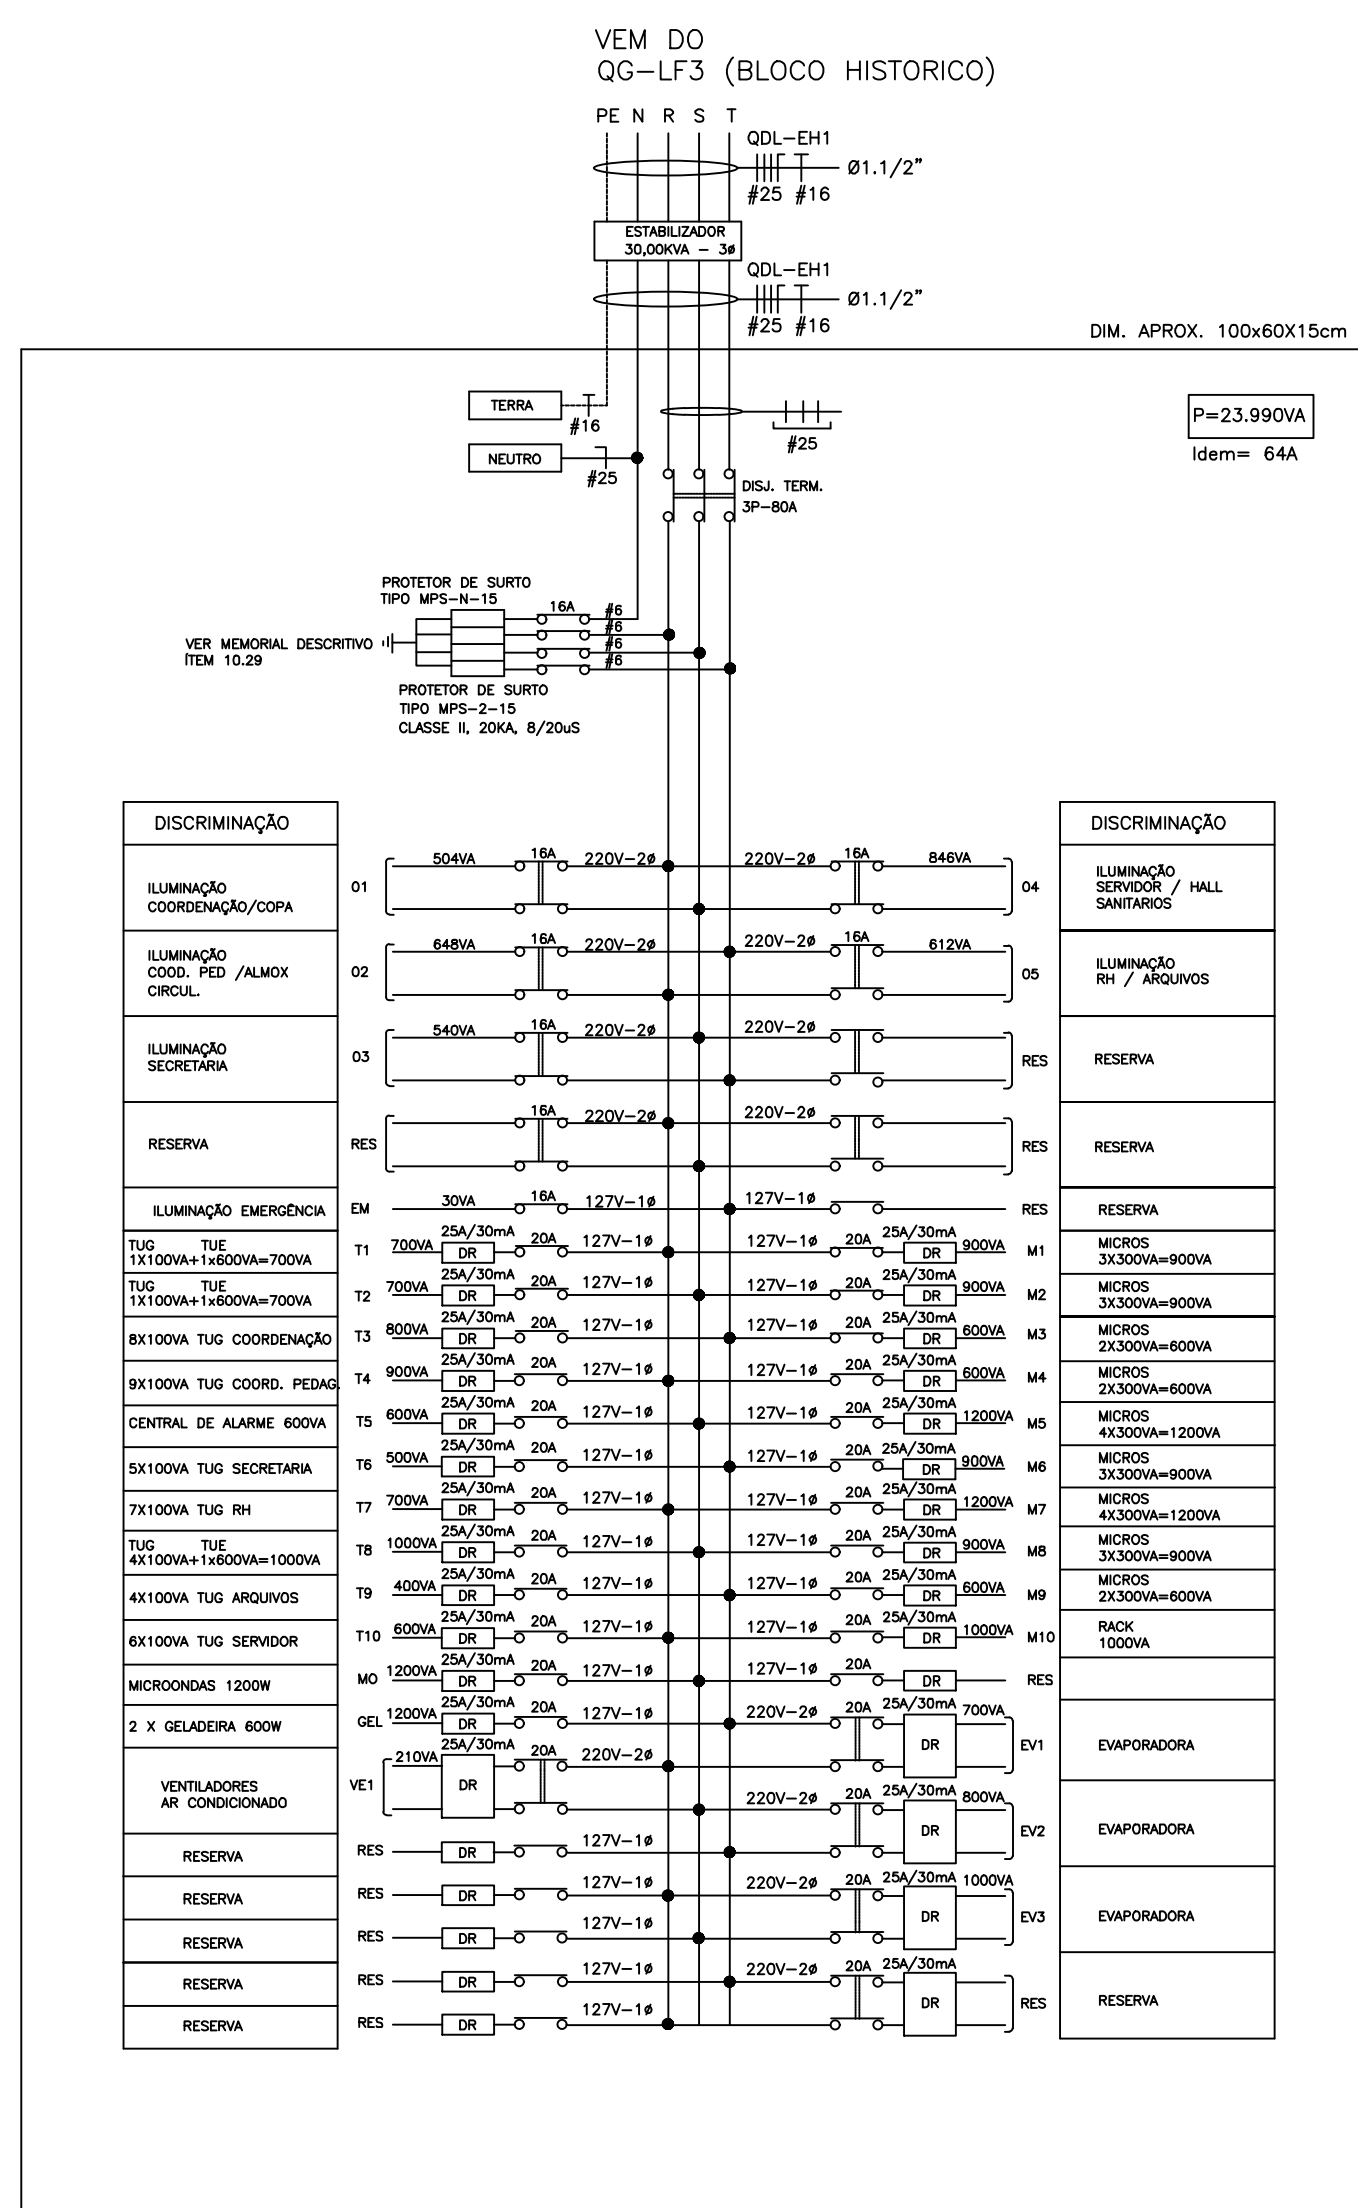 VEM DO
QG-LF3 (BLOCO HISTORICO)
PE N R S T
QDL-EH1
Ø1.1/2"
#25 #16
ESTABILIZADOR
30,00KVA - 3ø
QDL-EH1
Ø1.1/2"
#25 #16
DIM. APROX. 100x60X15cm
TERRA
#16
NEUTRO
#25
#25
P=23.990VA
Idem= 64A
DISJ. TERM.
3P-80A
PROTETOR DE SURTO
TIPO MPS-N-15
16A
#6
#6
#6
#6
VER MEMORIAL DESCRITIVO
ÍTEM 10.29
PROTETOR DE SURTO
TIPO MPS-2-15
CLASSE II, 20KA, 8/20uS
DISCRIMINAÇÃO
DISCRIMINAÇÃO
ILUMINAÇÃO
COORDENAÇÃO/COPA
01 504VA 16A 220V-2ø 220V-2ø 16A 846VA 04
ILUMINAÇÃO
SERVIDOR / HALL
SANITARIOS
ILUMINAÇÃO
COOD. PED /ALMOX
CIRCUL.
02 648VA 16A 220V-2ø 220V-2ø 16A 612VA 05
ILUMINAÇÃO
RH / ARQUIVOS
ILUMINAÇÃO
SECRETARIA
03 540VA 16A 220V-2ø 220V-2ø RES RESERVA
RESERVA RES 16A 220V-2ø 220V-2ø RES RESERVA
ILUMINAÇÃO EMERGÊNCIA EM 30VA 16A 127V-1ø 127V-1ø RES RESERVA
TUG TUE
1X100VA+1x600VA=700VA
T1 700VA 25A/30mA DR 20A 127V-1ø 127V-1ø 20A 25A/30mA DR 900VA M1
MICROS
3X300VA=900VA
TUG TUE
1X100VA+1x600VA=700VA
T2 700VA 25A/30mA DR 20A 127V-1ø 127V-1ø 20A 25A/30mA DR 900VA M2
MICROS
3X300VA=900VA
8X100VA TUG COORDENAÇÃO T3 800VA 25A/30mA DR 20A 127V-1ø 127V-1ø 20A 25A/30mA DR 600VA M3
MICROS
2X300VA=600VA
9X100VA TUG COORD. PEDAG. T4 900VA 25A/30mA DR 20A 127V-1ø 127V-1ø 20A 25A/30mA DR 600VA M4
MICROS
2X300VA=600VA
CENTRAL DE ALARME 600VA T5 600VA 25A/30mA DR 20A 127V-1ø 127V-1ø 20A 25A/30mA DR 1200VA M5
MICROS
4X300VA=1200VA
5X100VA TUG SECRETARIA T6 500VA 25A/30mA DR 20A 127V-1ø 127V-1ø 20A 25A/30mA DR 900VA M6
MICROS
3X300VA=900VA
7X100VA TUG RH T7 700VA 25A/30mA DR 20A 127V-1ø 127V-1ø 20A 25A/30mA DR 1200VA M7
MICROS
4X300VA=1200VA
TUG TUE
4X100VA+1x600VA=1000VA
T8 1000VA 25A/30mA DR 20A 127V-1ø 127V-1ø 20A 25A/30mA DR 900VA M8
MICROS
3X300VA=900VA
4X100VA TUG ARQUIVOS T9 400VA 25A/30mA DR 20A 127V-1ø 127V-1ø 20A 25A/30mA DR 600VA M9
MICROS
2X300VA=600VA
6X100VA TUG SERVIDOR T10 600VA 25A/30mA DR 20A 127V-1ø 127V-1ø 20A 25A/30mA DR 1000VA M10
RACK
1000VA
MICROONDAS 1200W MO 1200VA 25A/30mA DR 20A 127V-1ø 127V-1ø 20A DR RES
2 X GELADEIRA 600W GEL 1200VA 25A/30mA DR 20A 127V-1ø 220V-2ø 20A 25A/30mA DR 700VA EV1 EVAPORADORA
VENTILADORES
AR CONDICIONADO
VE1 210VA 25A/30mA DR 20A 220V-2ø
220V-2ø 20A 25A/30mA DR 800VA EV2 EVAPORADORA
RESERVA RES DR 127V-1ø
RESERVA RES DR 127V-1ø 220V-2ø 20A 25A/30mA DR 1000VA EV3 EVAPORADORA
RESERVA RES DR 127V-1ø
RESERVA RES DR 127V-1ø 220V-2ø 20A 25A/30mA DR RES RESERVA
RESERVA RES DR 127V-1ø